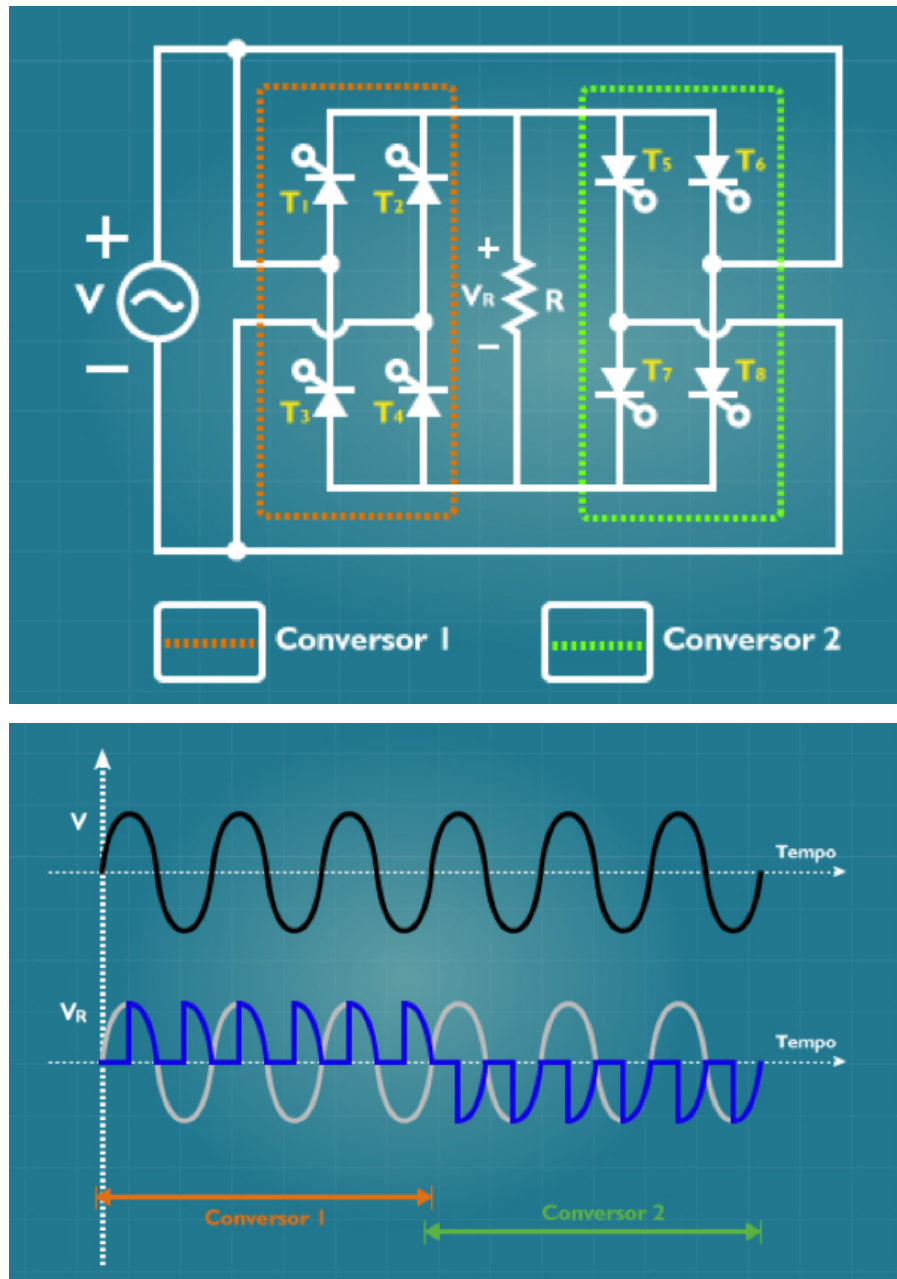 T1 T2 T5 T6
+
V
+
VR R
−
−
T3 T4 T7 T8
Conversor 1 Conversor 2
V
Tempo
VR
Tempo
Conversor 1 Conversor 2